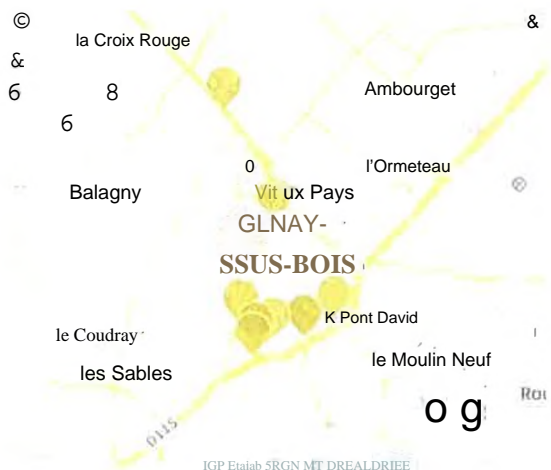 ©
&
la Croix Rouge
&
6 8
Ambourget
6
0
l'Ormeteau
Balagny
Vit ux Pays
GLNAY-
SSUS-BOIS
K Pont David
le Coudray
le Moulin Neuf
les Sables
Rou
o g
D115
IGP Etaiab 5RGN MT DREALDRIEE